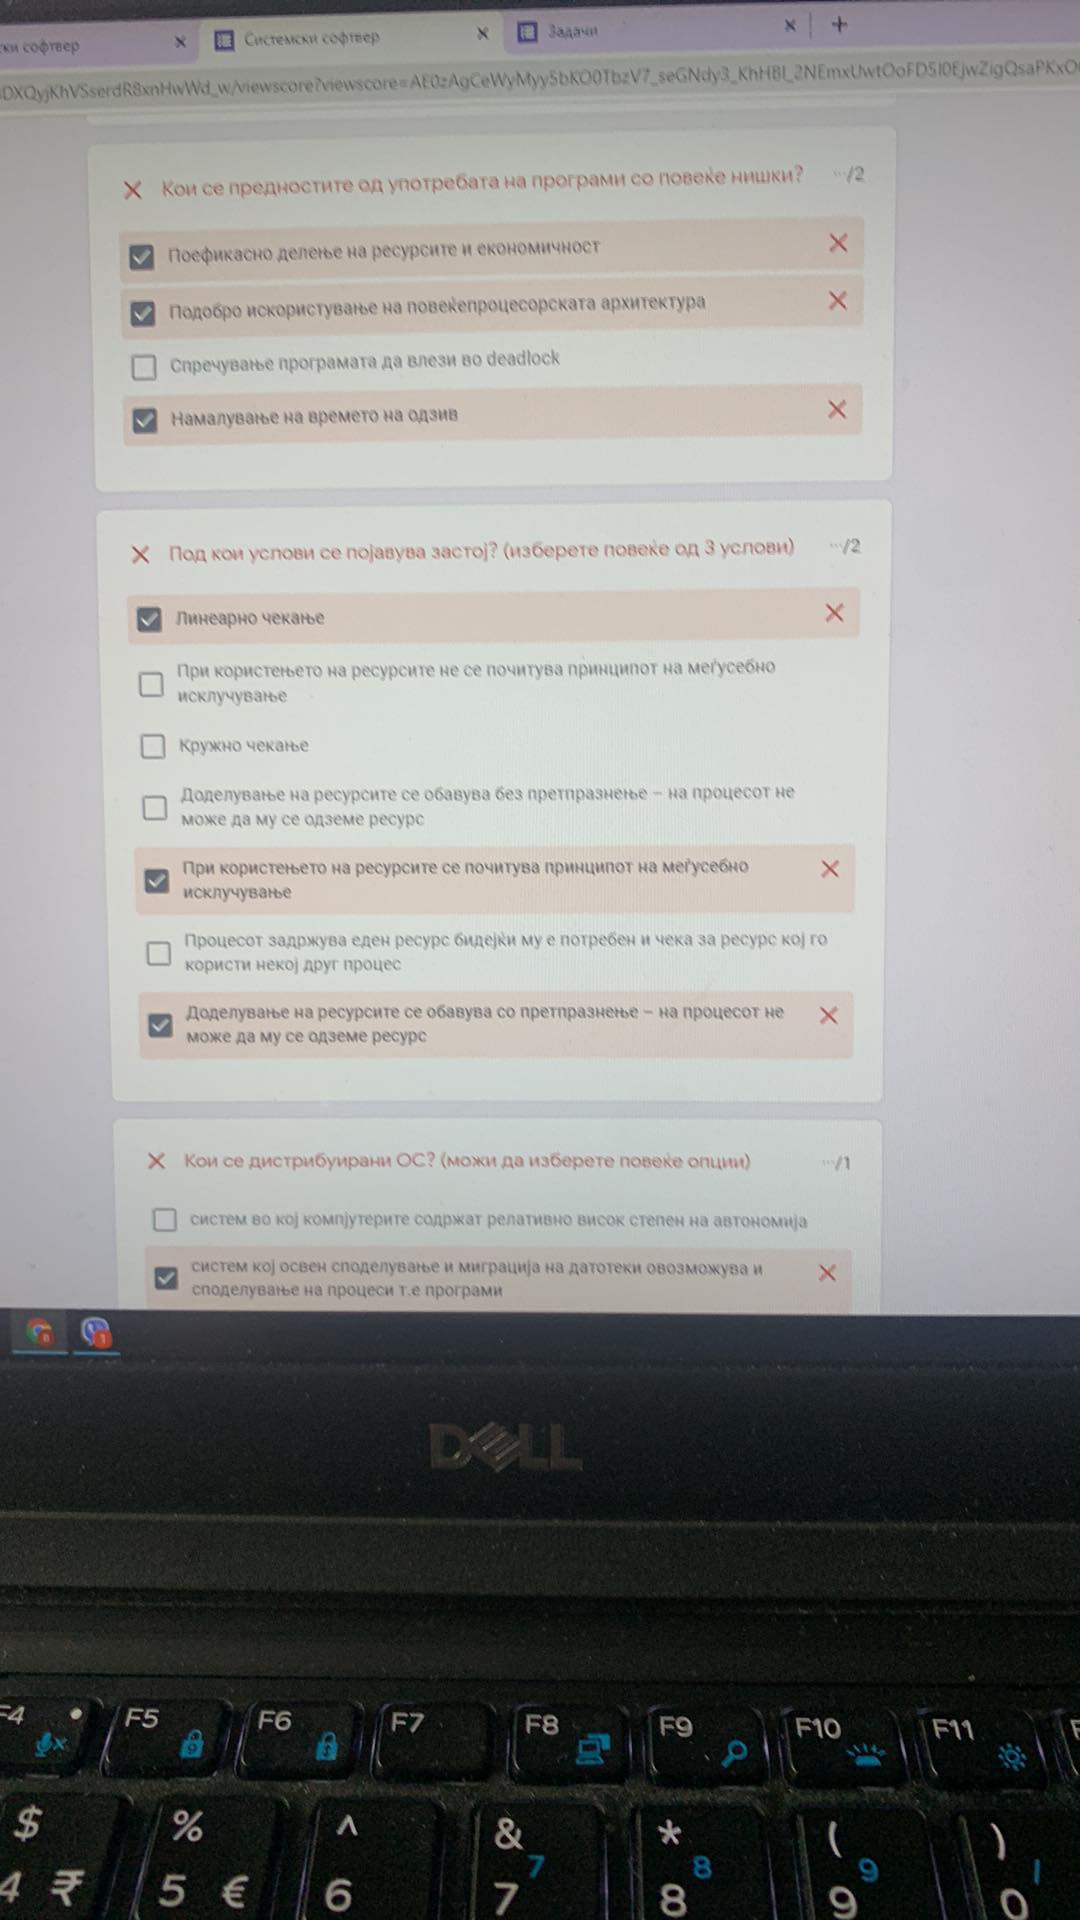 ки софтвер
Системски софтвер
Задачи
Кои се предностите од употребата на програми со повеќе нишки?
/2
Поефикасно делење на ресурсите и економичност
Подобро искористување на повеќепроцесорската архитектура
Спречување програмата да влези во deadlock
Намалување на времето на одзив
Под кои услови се појавува застој? (изберете повеќе од 3 услови)
/2
Линеарно чекање
При користењето на ресурсите не се почитува принципот на меѓусебно
исклучување
Кружно чекање
Доделување на ресурсите се обавува без претпразнење – на процесот не
може да му се одземе ресурс
При користењето на ресурсите се почитува принципот на меѓусебно
исклучување
Процесот задржува еден ресурс бидејќи му е потребен и чека за ресурс кој го
користи некој друг процес
Доделување на ресурсите се обавува со претпразнење – на процесот не
може да му се одземе ресурс
Кои се дистрибуирани ОС? (можи да изберете повеќе опции)
/1
систем во кој компјутерите содржат релативно висок степен на автономија
систем кој освен споделување и миграција на датотеки овозможува и
споделување на процеси т.е програми
DELL
F4 F5 F6 F7 F8 F9 F10 F11
$ % ^ & * ( )
7 8 9
4 ₹ 5 € 6 7 8 9 0